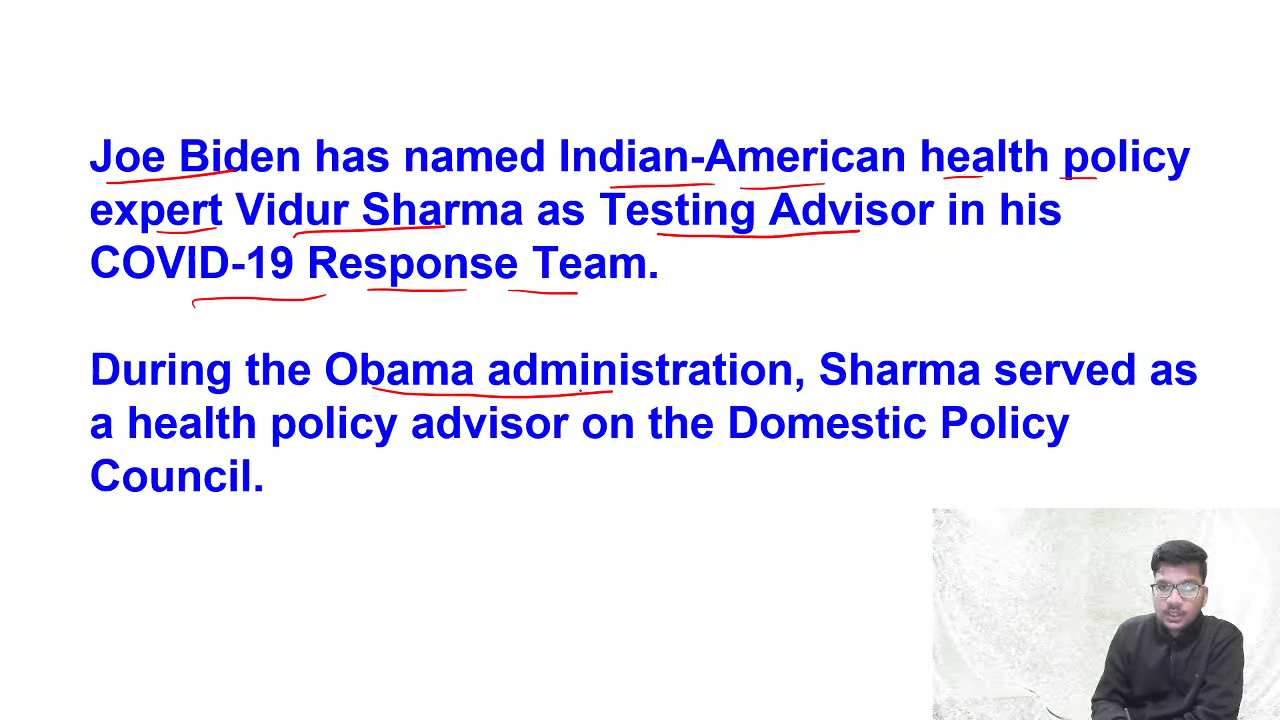 Joe Biden has named Indian-American health policy
expert Vidur Sharma as Testing Advisor in his
COVID-19 Response Team.
During the Obama administration, Sharma served as
a health policy advisor on the Domestic Policy
Council.